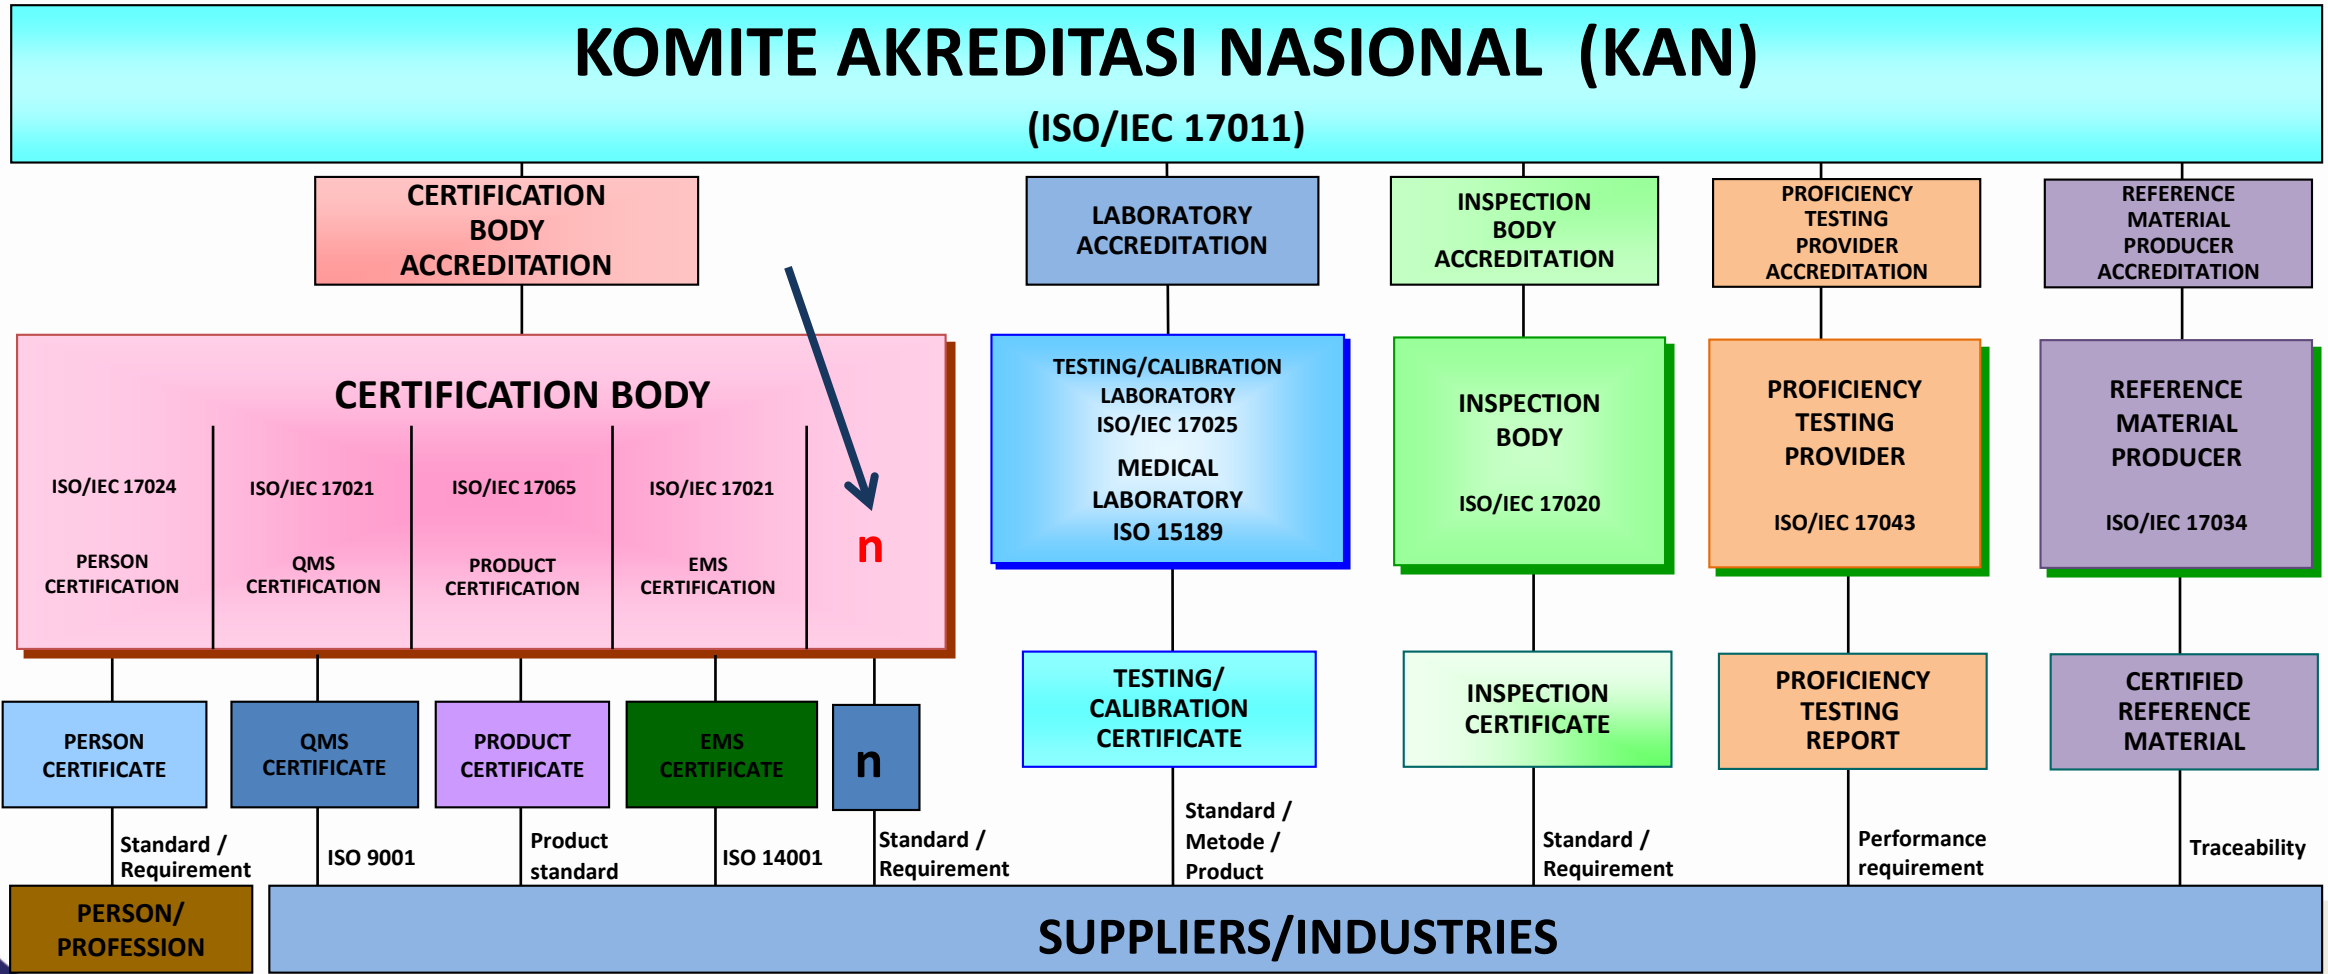 KOMITE AKREDITASI NASIONAL (KAN)
(ISO/IEC 17011)
CERTIFICATION
BODY
ACCREDITATION
LABORATORY
ACCREDITATION
INSPECTION
BODY
ACCREDITATION
PROFICIENCY
TESTING
PROVIDER
ACCREDITATION
REFERENCE
MATERIAL
PRODUCER
ACCREDITATION
CERTIFICATION BODY
ISO/IEC 17024
PERSON
CERTIFICATION
ISO/IEC 17021
QMS
CERTIFICATION
ISO/IEC 17065
PRODUCT
CERTIFICATION
ISO/IEC 17021
EMS
CERTIFICATION
n
TESTING/CALIBRATION
LABORATORY
ISO/IEC 17025
MEDICAL
LABORATORY
ISO 15189
INSPECTION
BODY
ISO/IEC 17020
PROFICIENCY
TESTING
PROVIDER
ISO/IEC 17043
REFERENCE
MATERIAL
PRODUCER
ISO/IEC 17034
PERSON
CERTIFICATE
QMS
CERTIFICATE
PRODUCT
CERTIFICATE
EMS
CERTIFICATE
n
TESTING/
CALIBRATION
CERTIFICATE
INSPECTION
CERTIFICATE
PROFICIENCY
TESTING
REPORT
CERTIFIED
REFERENCE
MATERIAL
Standard /
Requirement
ISO 9001
Product
standard
ISO 14001
Standard /
Requirement
Standard /
Metode /
Product
Standard /
Requirement
Performance
requirement
Traceability
PERSON/
PROFESSION
SUPPLIERS/INDUSTRIES